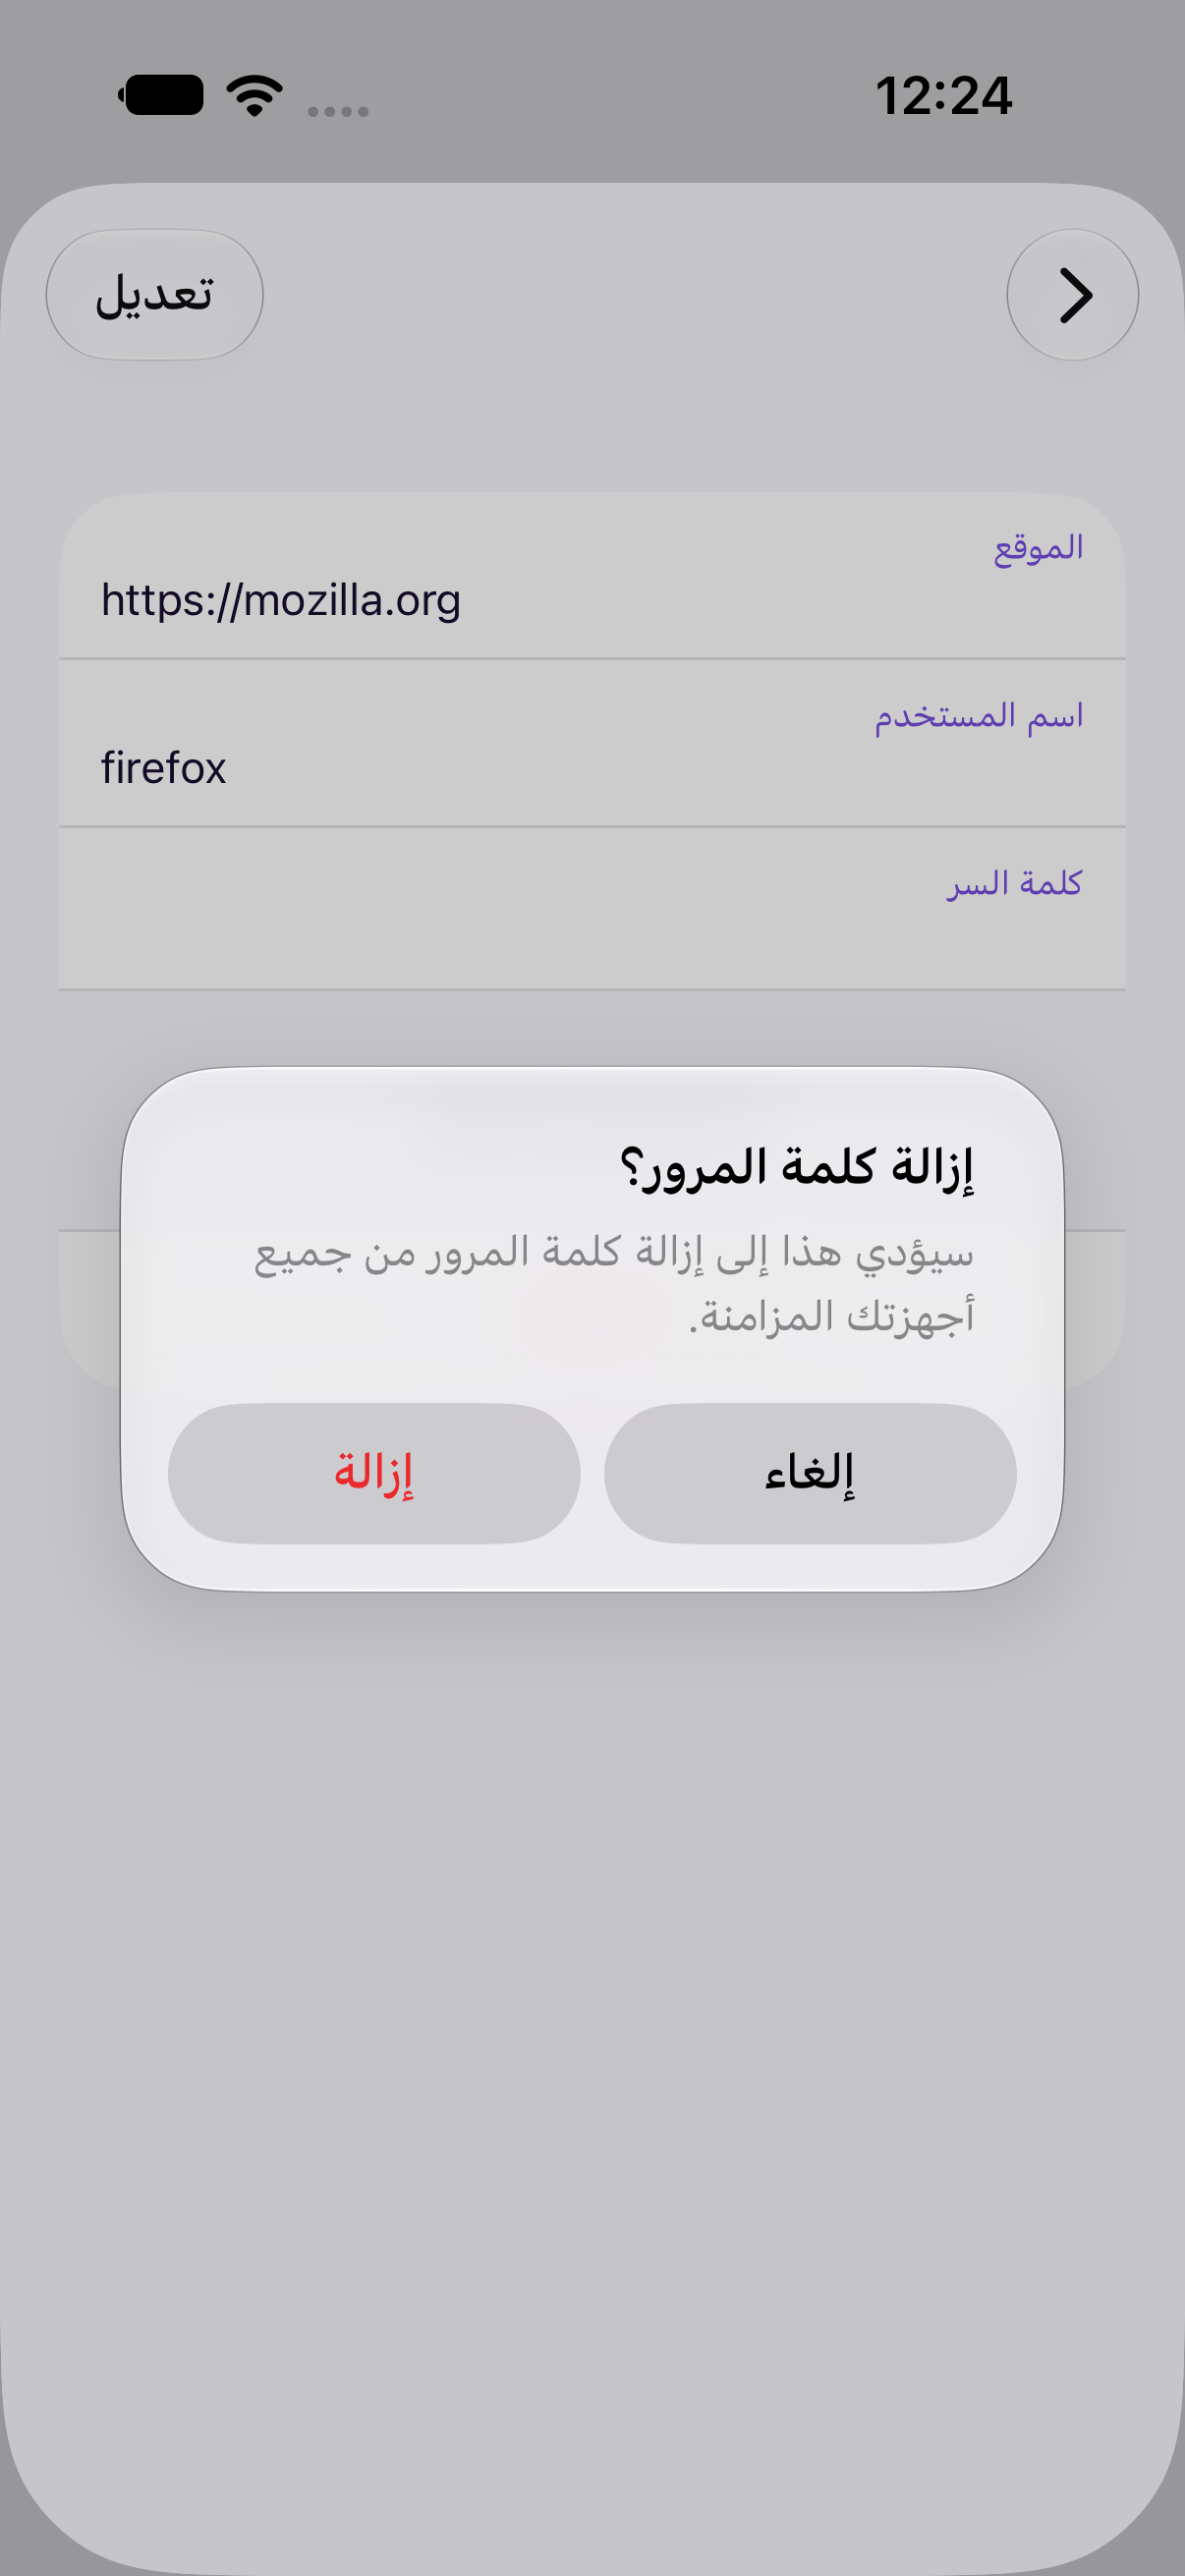 12:24
تعديل
الموقع
https://mozilla.org
اسم المستخدم
firefox
كلمة السر
إزالة كلمة المرور؟
سيؤدي هذا إلى إزالة كلمة المرور من جميع
أجهزتك المزامنة.
إلغاء
إزالة